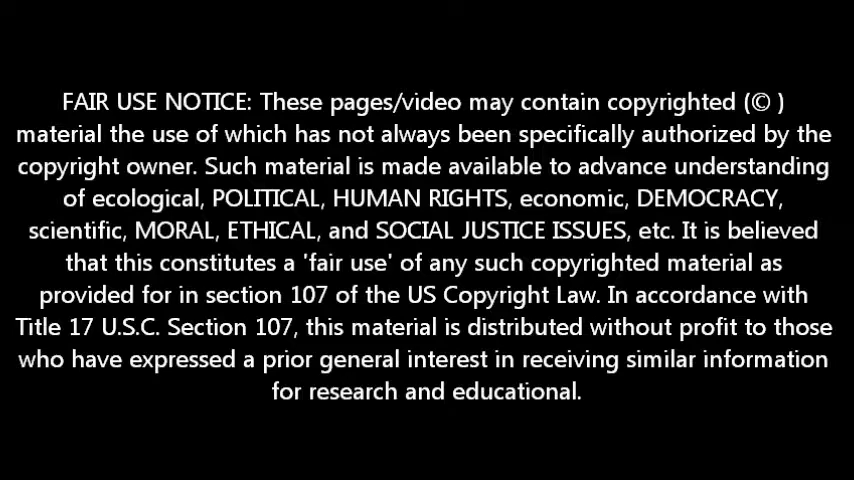 FAIR USE NOTICE: These pages/video may contain copyrighted (© )
material the use of which has not always been specifically authorized by the
copyright owner. Such material is made available to advance understanding
of ecological, POLITICAL, HUMAN RIGHTS, economic, DEMOCRACY,
scientific, MORAL, ETHICAL, and SOCIAL JUSTICE ISSUES, etc. It is believed
that this constitutes a 'fair use' of any such copyrighted material as
provided for in section 107 of the US Copyright Law. In accordance with
Title 17 U.S.C. Section 107, this material is distributed without profit to those
who have expressed a prior general interest in receiving similar information
for research and educational.